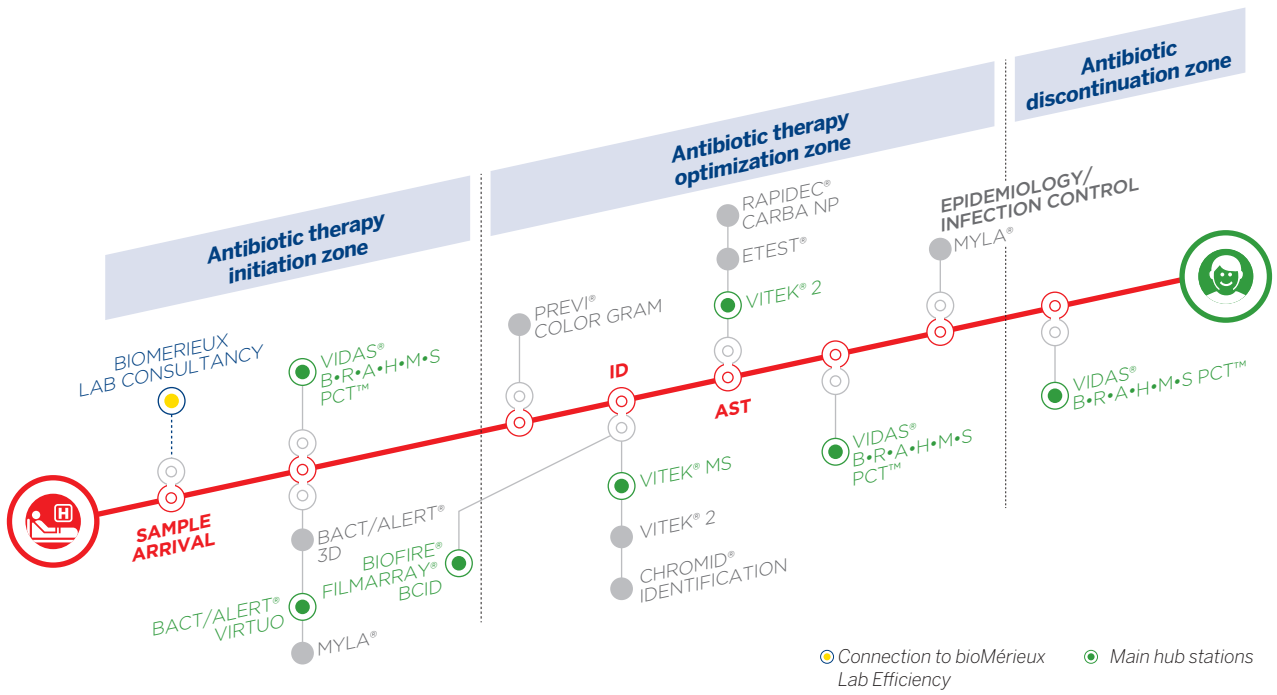 Antibiotic therapy
initiation zone
Antibiotic therapy
optimization zone
Antibiotic
discontinuation zone
BIOMERIEUX
LAB CONSULTANCY
VIDAS®
B•R•A•H•M•S
PCT™
PREVI®
COLOR GRAM
RAPIDEC®
CARBA NP
ETEST®
VITEK® 2
EPIDEMIOLOGY/
INFECTION CONTROL
MYLA®
H
SAMPLE
ARRIVAL
ID
AST
BACT/ALERT®
3D
BACT/ALERT®
VIRTUO
MYLA®
BIOFIRE®
FILMARRAY®
BCID
VITEK® MS
VITEK® 2
CHROMID®
IDENTIFICATION
VIDAS®
B•R•A•H•M•S
PCT™
VIDAS®
B•R•A•H•M•S PCT™
Connection to bioMérieux
Lab Efficiency
Main hub stations